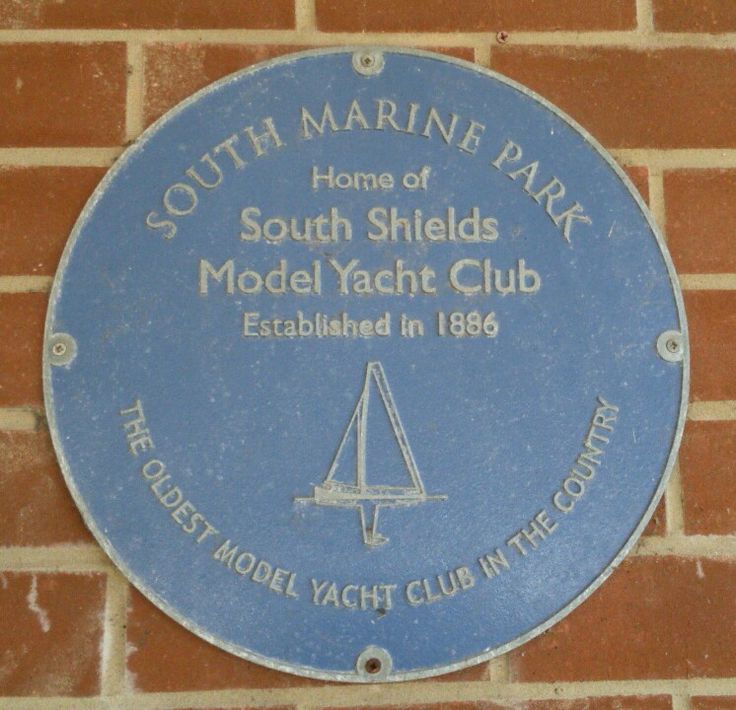 SOUTH MARINE PARK
Home of
South Shields
Model Yacht Club
Established in 1886
THE OLDEST MODEL YACHT CLUB IN THE COUNTRY